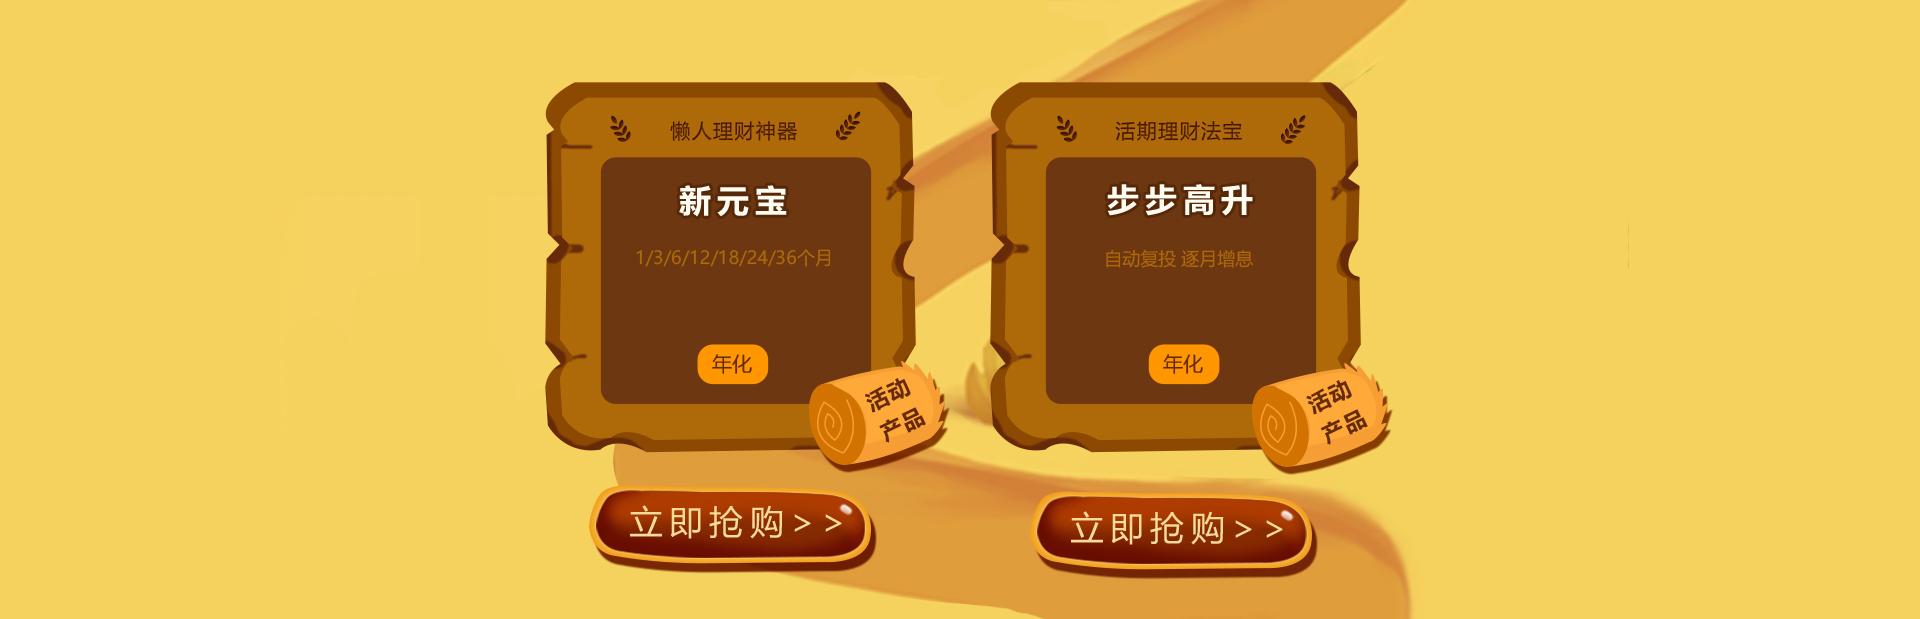 懒人理财神器
新元宝
1/3/6/12/18/24/36个月
年化
活动
产品
立即抢购>>
活期理财法宝
步步高升
自动复投 逐月增息
年化
活动
产品
立即抢购>>